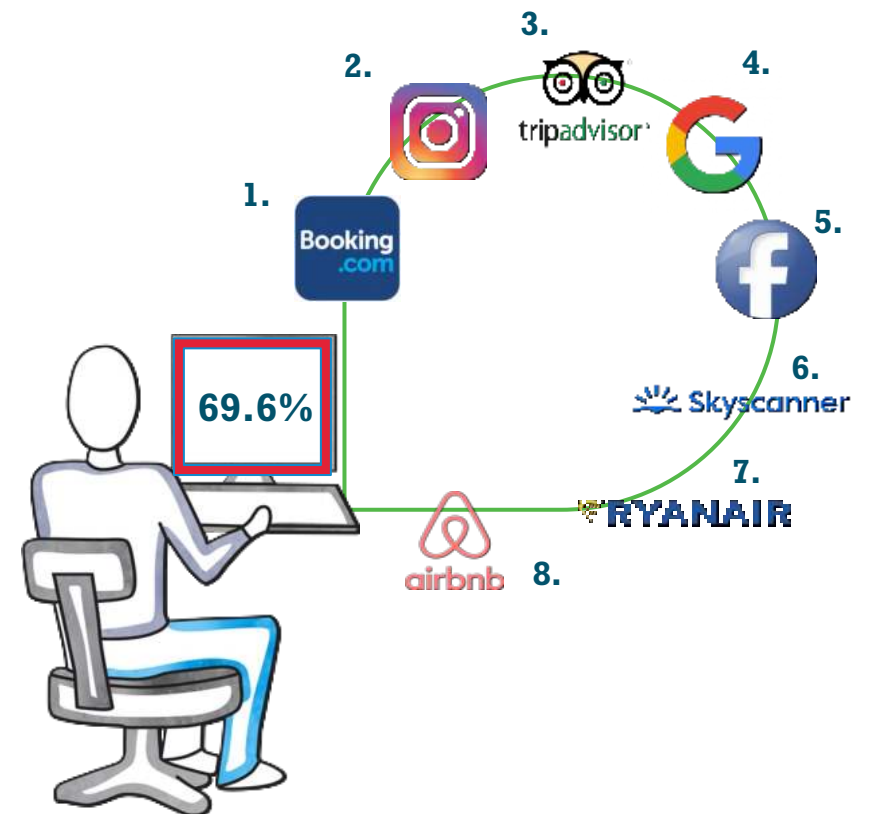 3.
2.
4.
tripadvisor
1.
5.
Booking
.com
6.
69.6%
Skyscanner
7.
RYANAIR
airbnb
8.